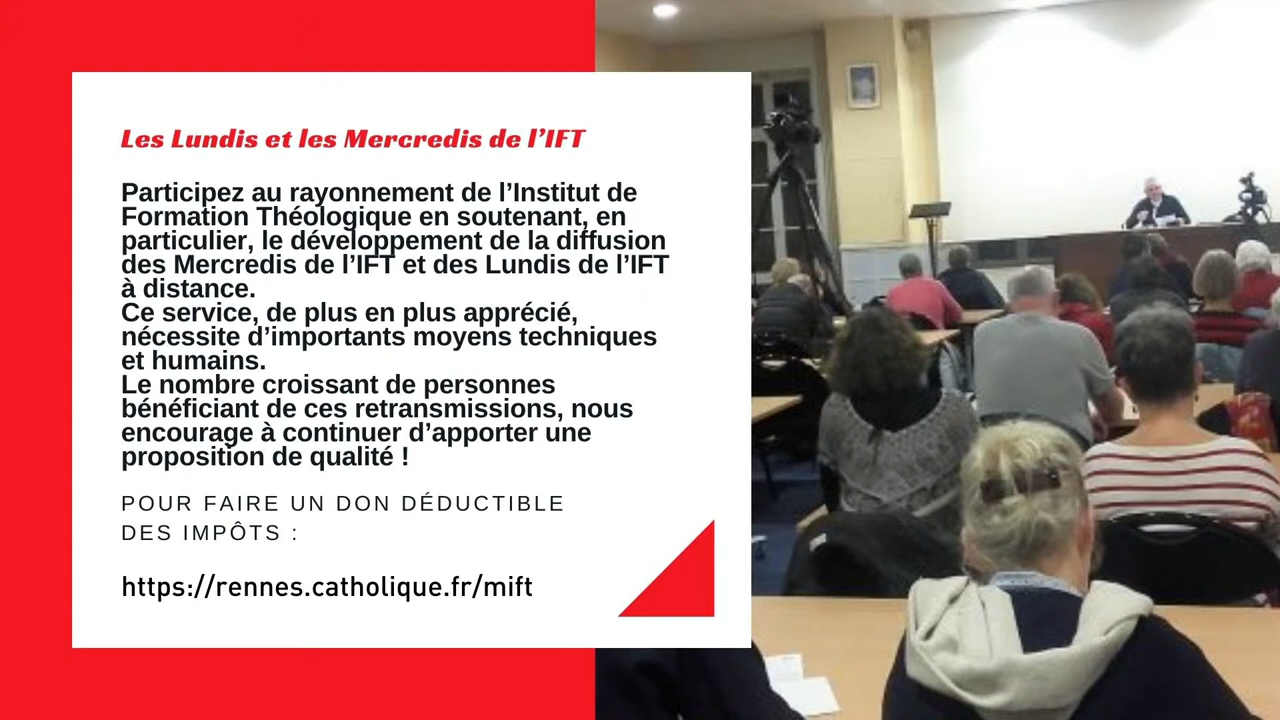 Les Lundis et les Mercredis de l’IFT
Participez au rayonnement de l’Institut de
Formation Théologique en soutenant, en
particulier, le développement de la diffusion
des Mercredis de l’IFT et des Lundis de l’IFT
à distance.
Ce service, de plus en plus apprécié,
nécessite d’importants moyens techniques
et humains.
Le nombre croissant de personnes
bénéficiant de ces retransmissions, nous
encourage à continuer d’apporter une
proposition de qualité !
POUR FAIRE UN DON DÉDUCTIBLE
DES IMPÔTS :
https://rennes.catholique.fr/mift